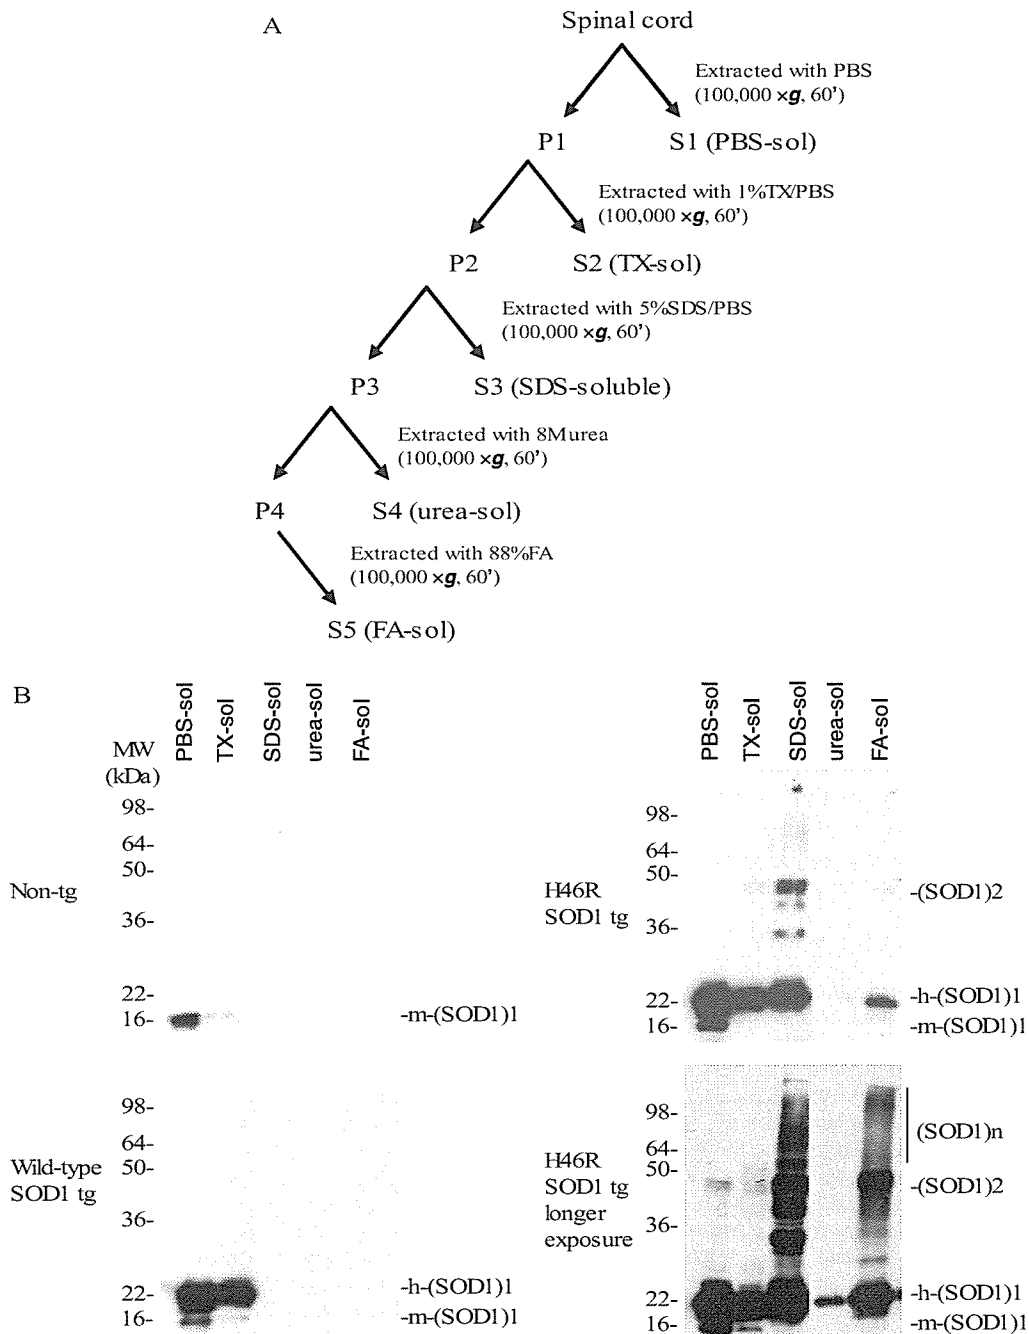 A
Spinal cord
Extracted with PBS
(100,000 ×g, 60')
P1
S1 (PBS-sol)
Extracted with 1%TX/PBS
(100,000 ×g, 60')
P2
S2 (TX-sol)
Extracted with 5%SDS/PBS
(100,000 ×g, 60')
P3
S3 (SDS-soluble)
Extracted with 8Murea
(100,000 ×g, 60')
P4
S4 (urea-sol)
Extracted with 88%FA
(100,000 ×g, 60')
S5 (FA-sol)
B
MW
(kDa)
PBS-sol
TX-sol
SDS-sol
urea-sol
FA-sol
98-
64-
50-
36-
22-
16-
Non-tg
-m-(SOD1)1
98-
64-
50-
36-
22-
16-
Wild-type
SOD1 tg
-h-(SOD1)1
-m-(SOD1)1
PBS-sol
TX-sol
SDS-sol
urea-sol
FA-sol
98-
64-
50-
36-
22-
16-
H46R
SOD1 tg
-(SOD1)2
-h-(SOD1)1
-m-(SOD1)1
98-
64-
50-
36-
22-
16-
H46R
SOD1 tg
longer
exposure
(SOD1)n
-(SOD1)2
-h-(SOD1)1
-m-(SOD1)1